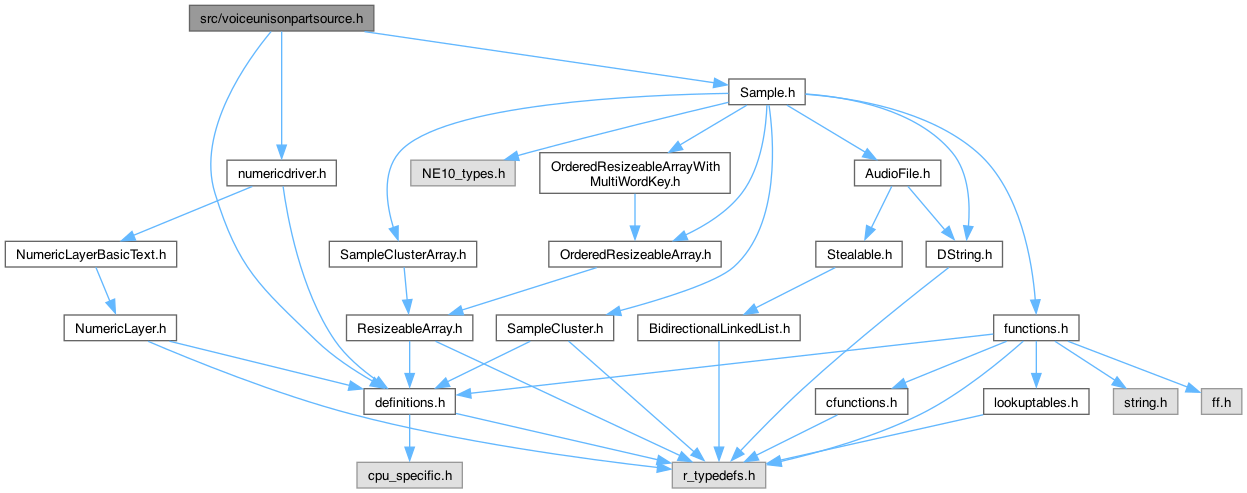 src/voiceunisonpartsource.h
Sample.h
numericdriver.h
NE10_types.h
OrderedResizeableArrayWith
MultiWordKey.h
AudioFile.h
NumericLayerBasicText.h
SampleClusterArray.h
OrderedResizeableArray.h
Stealable.h
DString.h
NumericLayer.h
ResizeableArray.h
SampleCluster.h
BidirectionalLinkedList.h
functions.h
definitions.h
cfunctions.h
lookuptables.h
string.h
ff.h
cpu_specific.h
r_typedefs.h